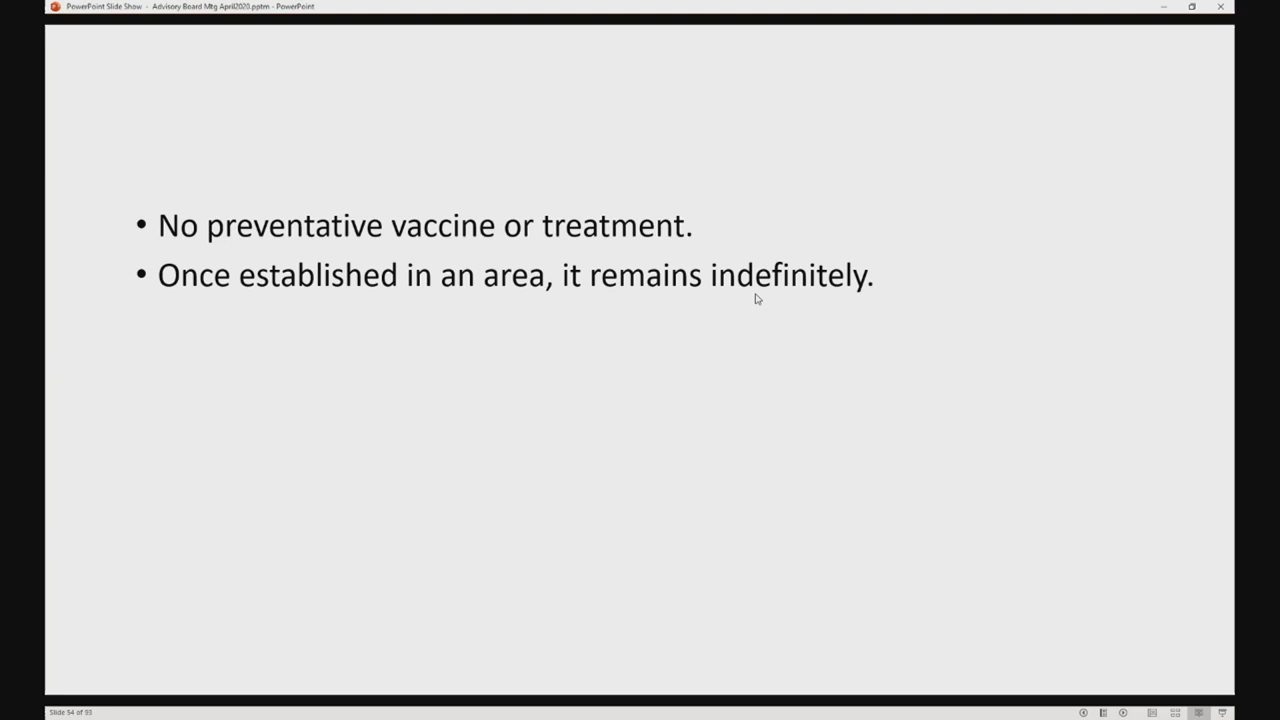 PowerPoint Slide Show - Advisory Board Mtg April2020.pptm - PowerPoint
• No preventative vaccine or treatment.
• Once established in an area, it remains indefinitely.
Slide 54 of 93